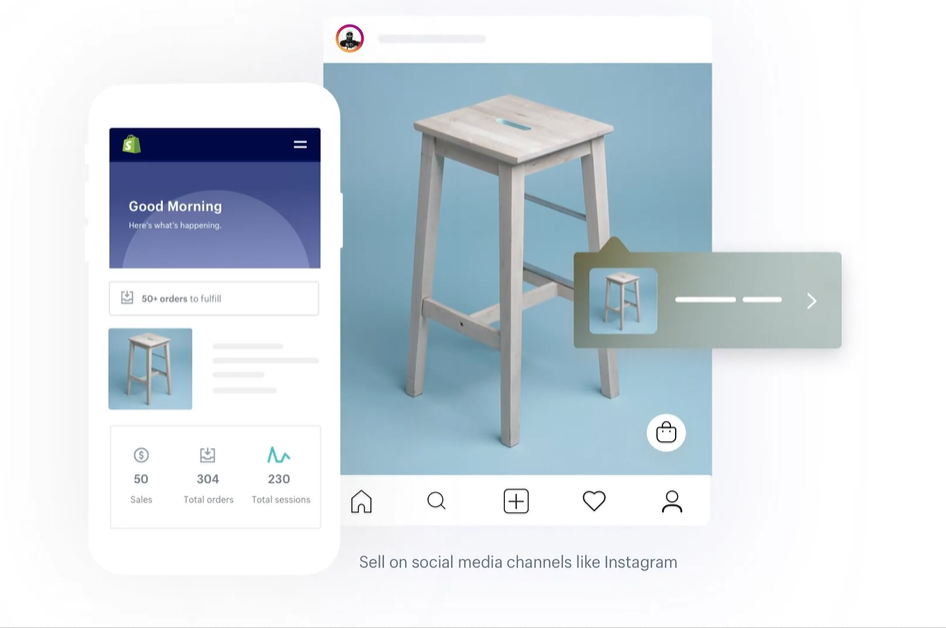 Good Morning
Here's what's happening.
50+ orders to fulfill
50
304
230
Sales
Total orders
Total sessions
Sell on social media channels like Instagram